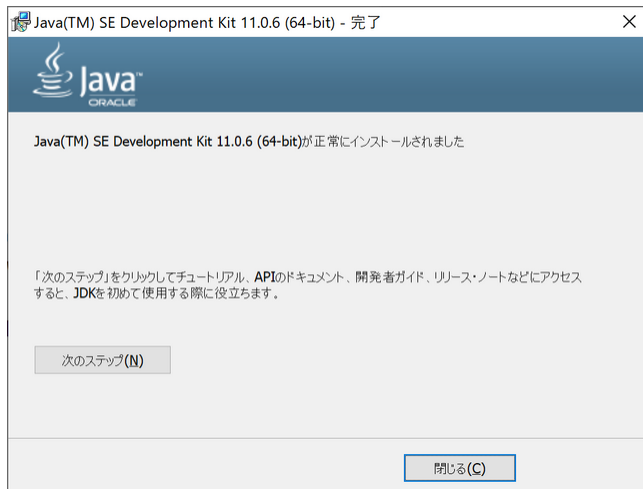 Java(TM) SE Development Kit 11.0.6 (64-bit) - 完了
Java™
ORACLE
Java(TM) SE Development Kit 11.0.6 (64-bit)が正常にインストールされました
「次のステップ」をクリックしてチュートリアル、APIのドキュメント、開発者ガイド、リリース・ノートなどにアクセス
すると、JDKを初めて使用する際に役立ちます。
次のステップ(N)
閉じる(C)